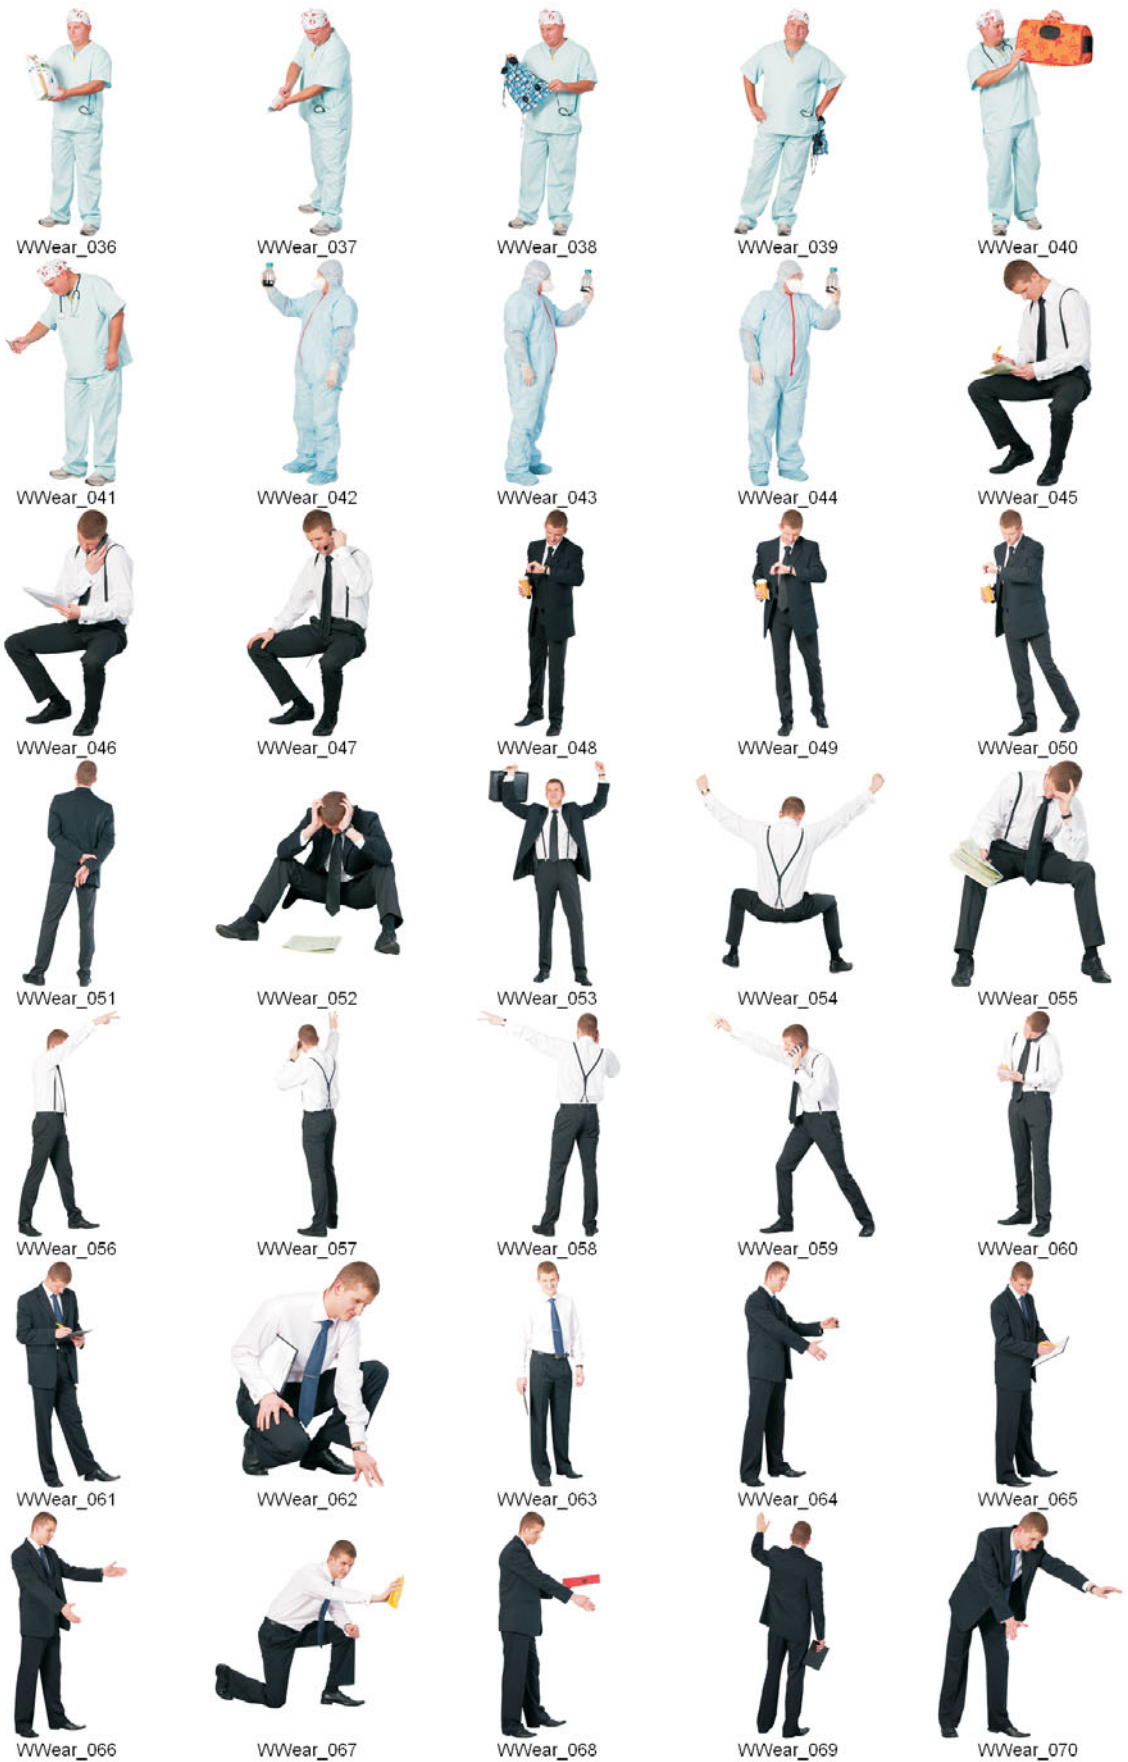 WWear_036 WWear_037 WWear_038 WWear_039 WWear_040
WWear_041 WWear_042 WWear_043 WWear_044 WWear_045
WWear_046 WWear_047 WWear_048 WWear_049 WWear_050
WWear_051 WWear_052 WWear_053 WWear_054 WWear_055
WWear_056 WWear_057 WWear_058 WWear_059 WWear_060
WWear_061 WWear_062 WWear_063 WWear_064 WWear_065
WWear_066 WWear_067 WWear_068 WWear_069 WWear_070